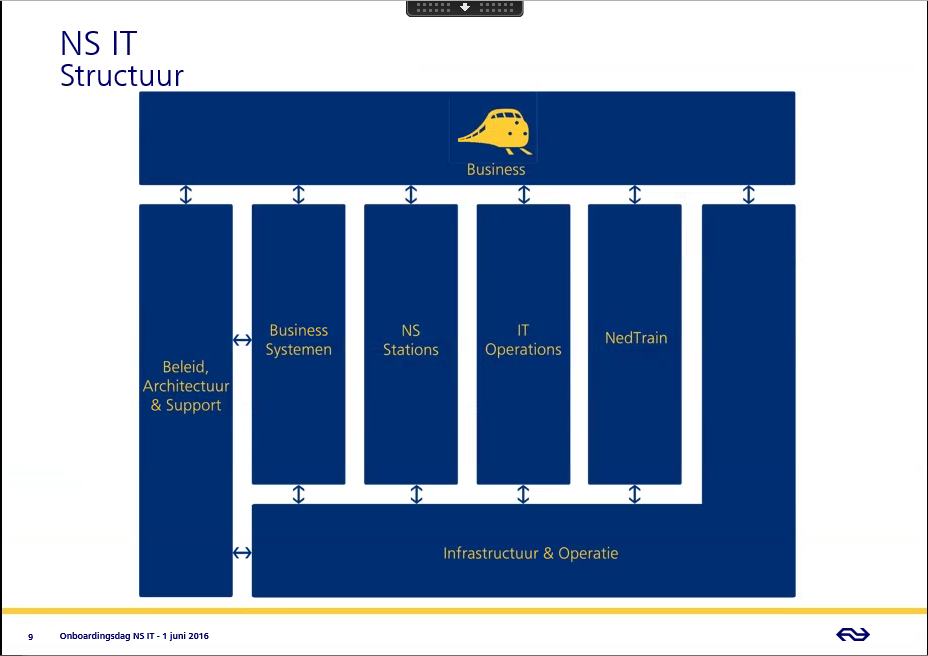 NS IT
Structuur
Business
Beleid,
Architectuur
& Support
Business
Systemen
NS
Stations
IT
Operations
NedTrain
Infrastructuur & Operatie
9 Onboardingsdag NS IT - 1 juni 2016